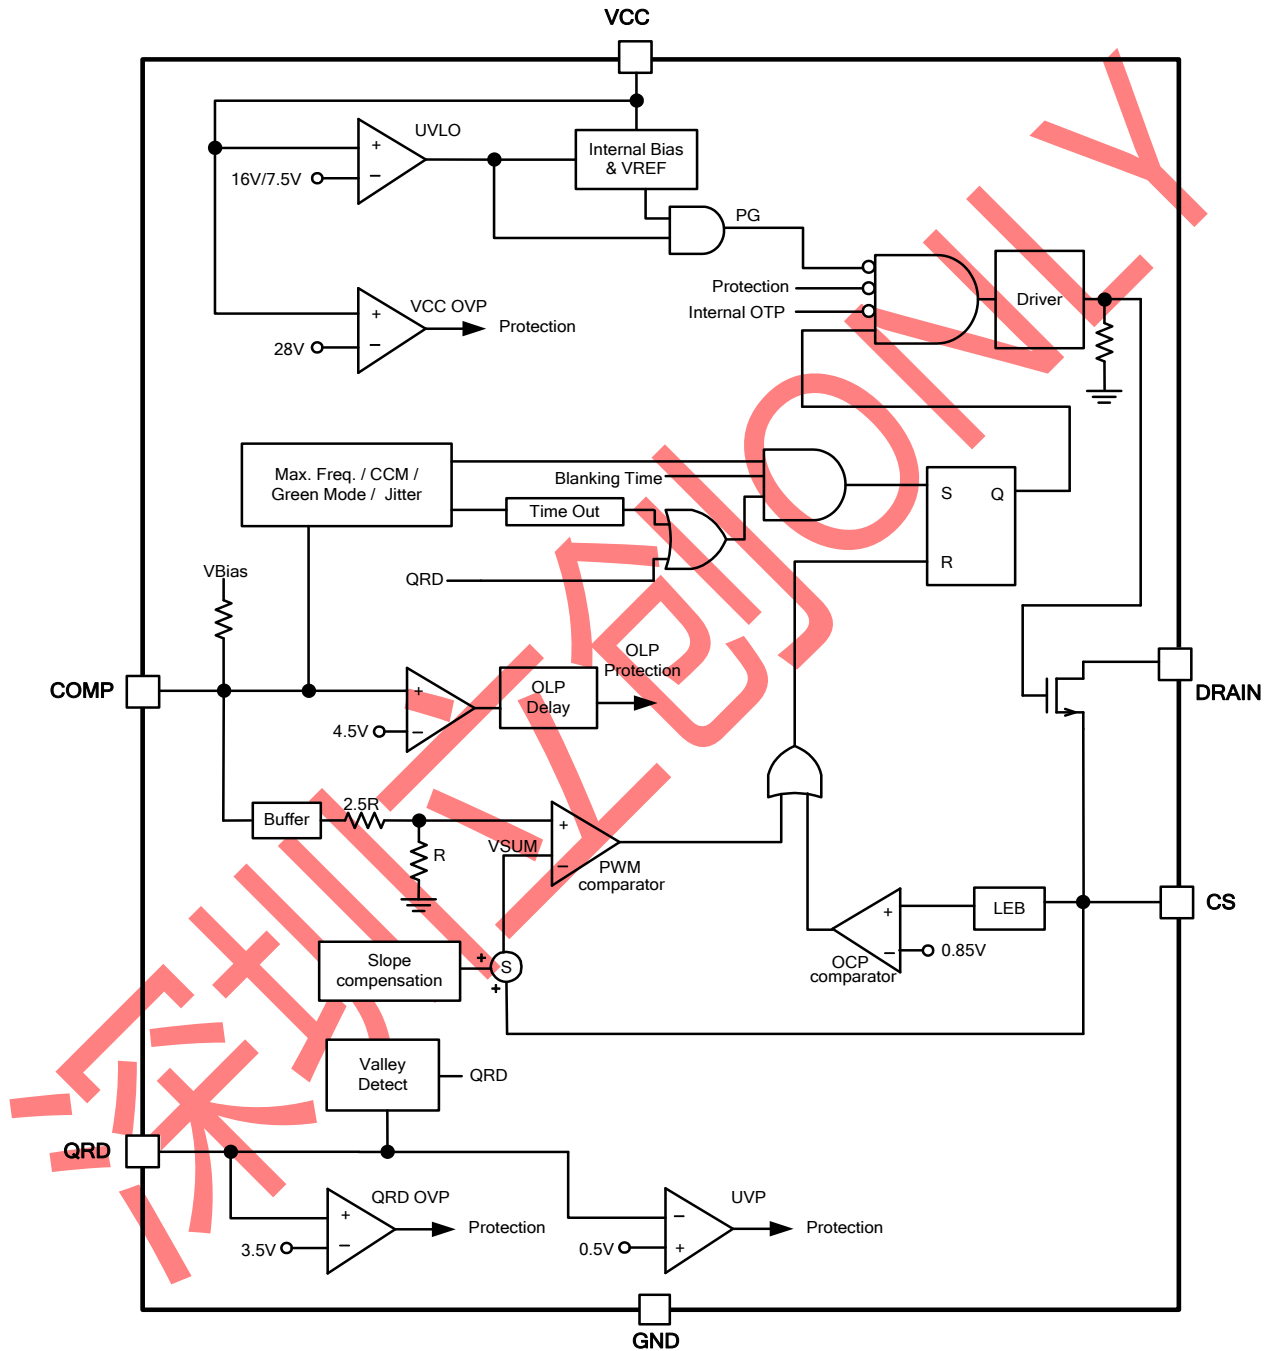 VCC
UVLO
+
−
16V/7.5V
Internal Bias
& VREF
PG
VCC OVP
+
−
28V
Protection
Protection
Internal OTP
Driver
Max. Freq. / CCM /
Green Mode / Jitter
Blanking Time
Time Out
QRD
S
Q
R
VBias
COMP
+
−
4.5V
OLP
Delay
OLP
Protection
DRAIN
Buffer
2.5R
R
VSUM
+
−
PWM
comparator
LEB
CS
+
−
0.85V
OCP
comparator
Slope
compensation
+
S
+
Valley
Detect
QRD
QRD
QRD OVP
+
−
3.5V
Protection
UVP
−
+
0.5V
Protection
GND
深圳汇创JONLY